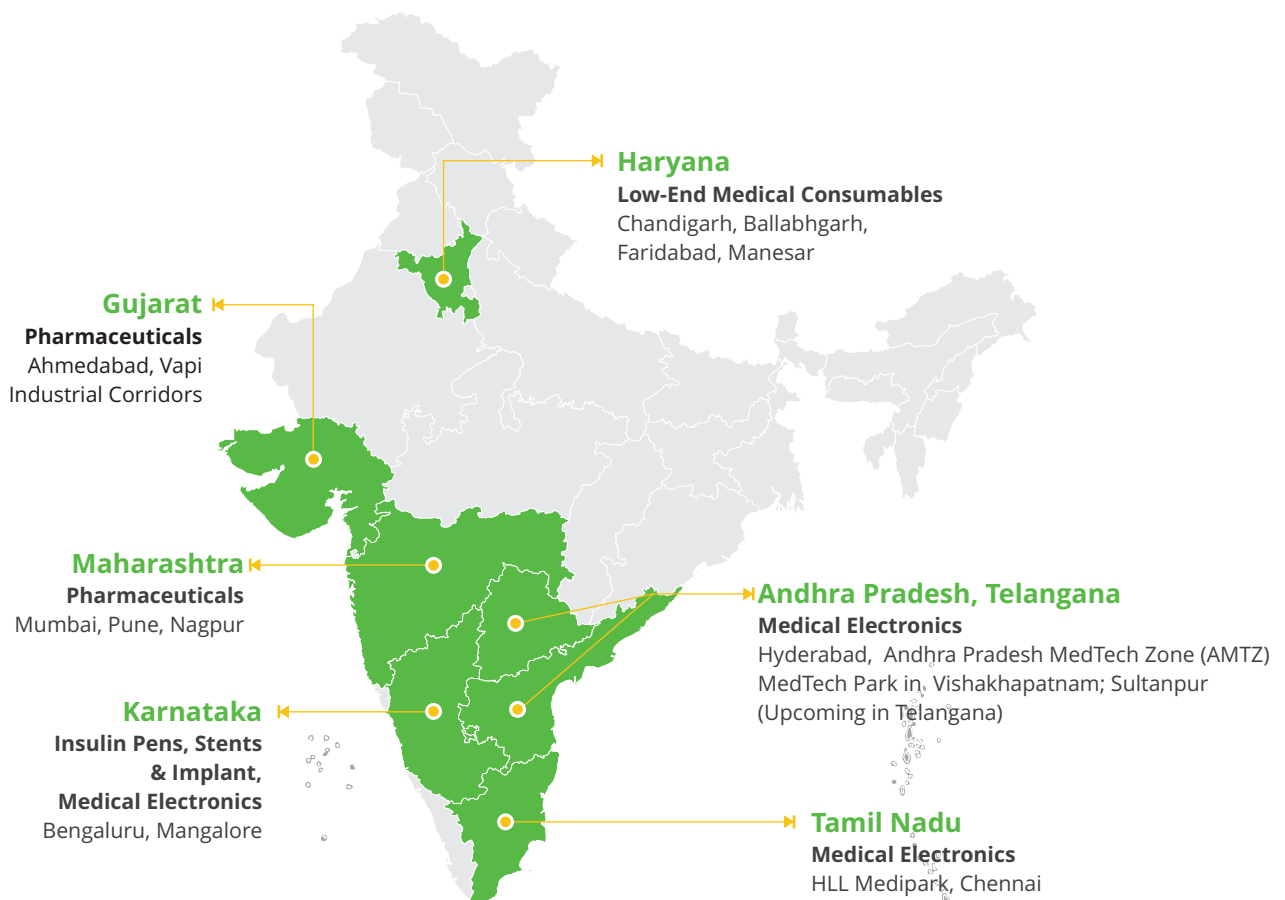 Haryana
Low-End Medical Consumables
Chandigarh, Ballabhgarh,
Faridabad, Manesar
Gujarat
Pharmaceuticals
Ahmedabad, Vapi
Industrial Corridors
Maharashtra
Pharmaceuticals
Mumbai, Pune, Nagpur
Andhra Pradesh, Telangana
Medical Electronics
Hyderabad, Andhra Pradesh MedTech Zone (AMTZ)
MedTech Park in Vishakhapatnam; Sultanpur
(Upcoming in Telangana)
Karnataka
Insulin Pens, Stents
& Implant,
Medical Electronics
Bengaluru, Mangalore
Tamil Nadu
Medical Electronics
HLL Medipark, Chennai